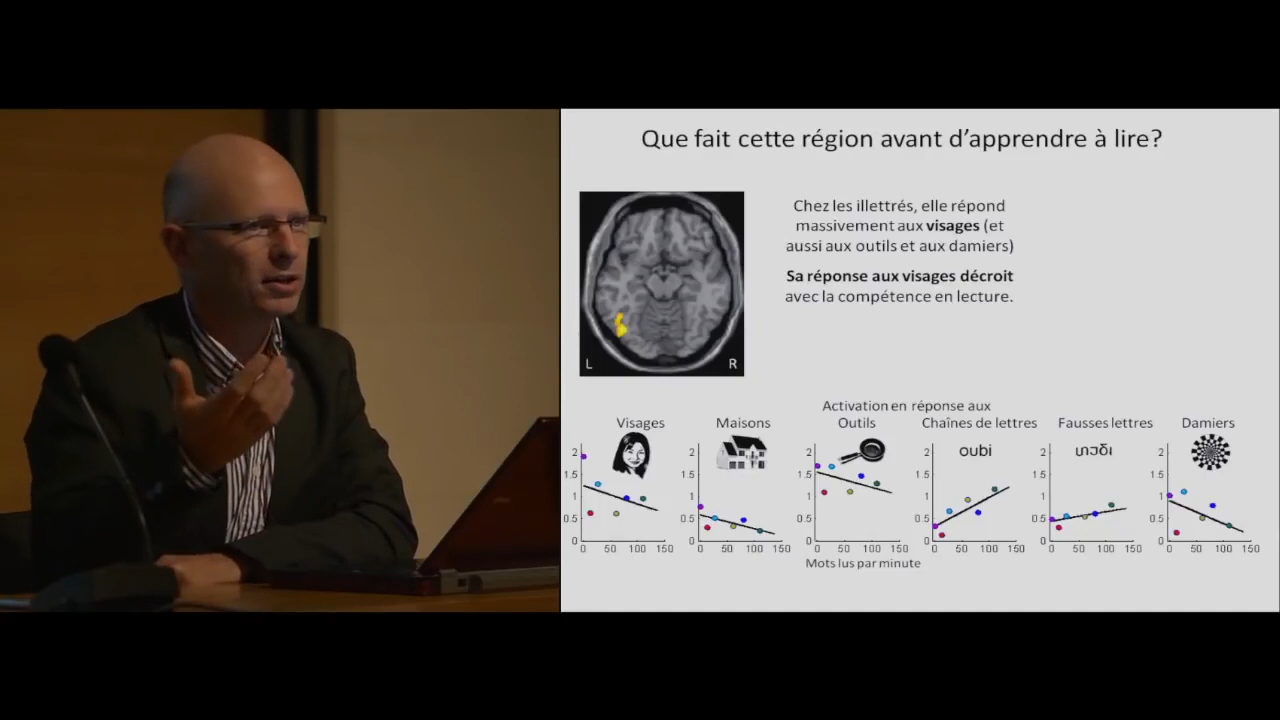 Que fait cette région avant d'apprendre à lire?
Chez les illettrés, elle répond
massivement aux visages (et
aussi aux outils et aux damiers)
Sa réponse aux visages décroit
avec la compétence en lecture.
L R
Activation en réponse aux
Visages Maisons Outils Chaînes de lettres Fausses lettres Damiers
oubi
2 2 2 2 2 2
1.5 1.5 1.5 1.5 1.5 1.5
1 1 1 1 1 1
0.5 0.5 0.5 0.5 0.5 0.5
0 0 0 0 0 0
0 50 100 150 0 50 100 150 0 50 100 150 0 50 100 150 0 50 100 150 0 50 100 150
Mots lus par minute